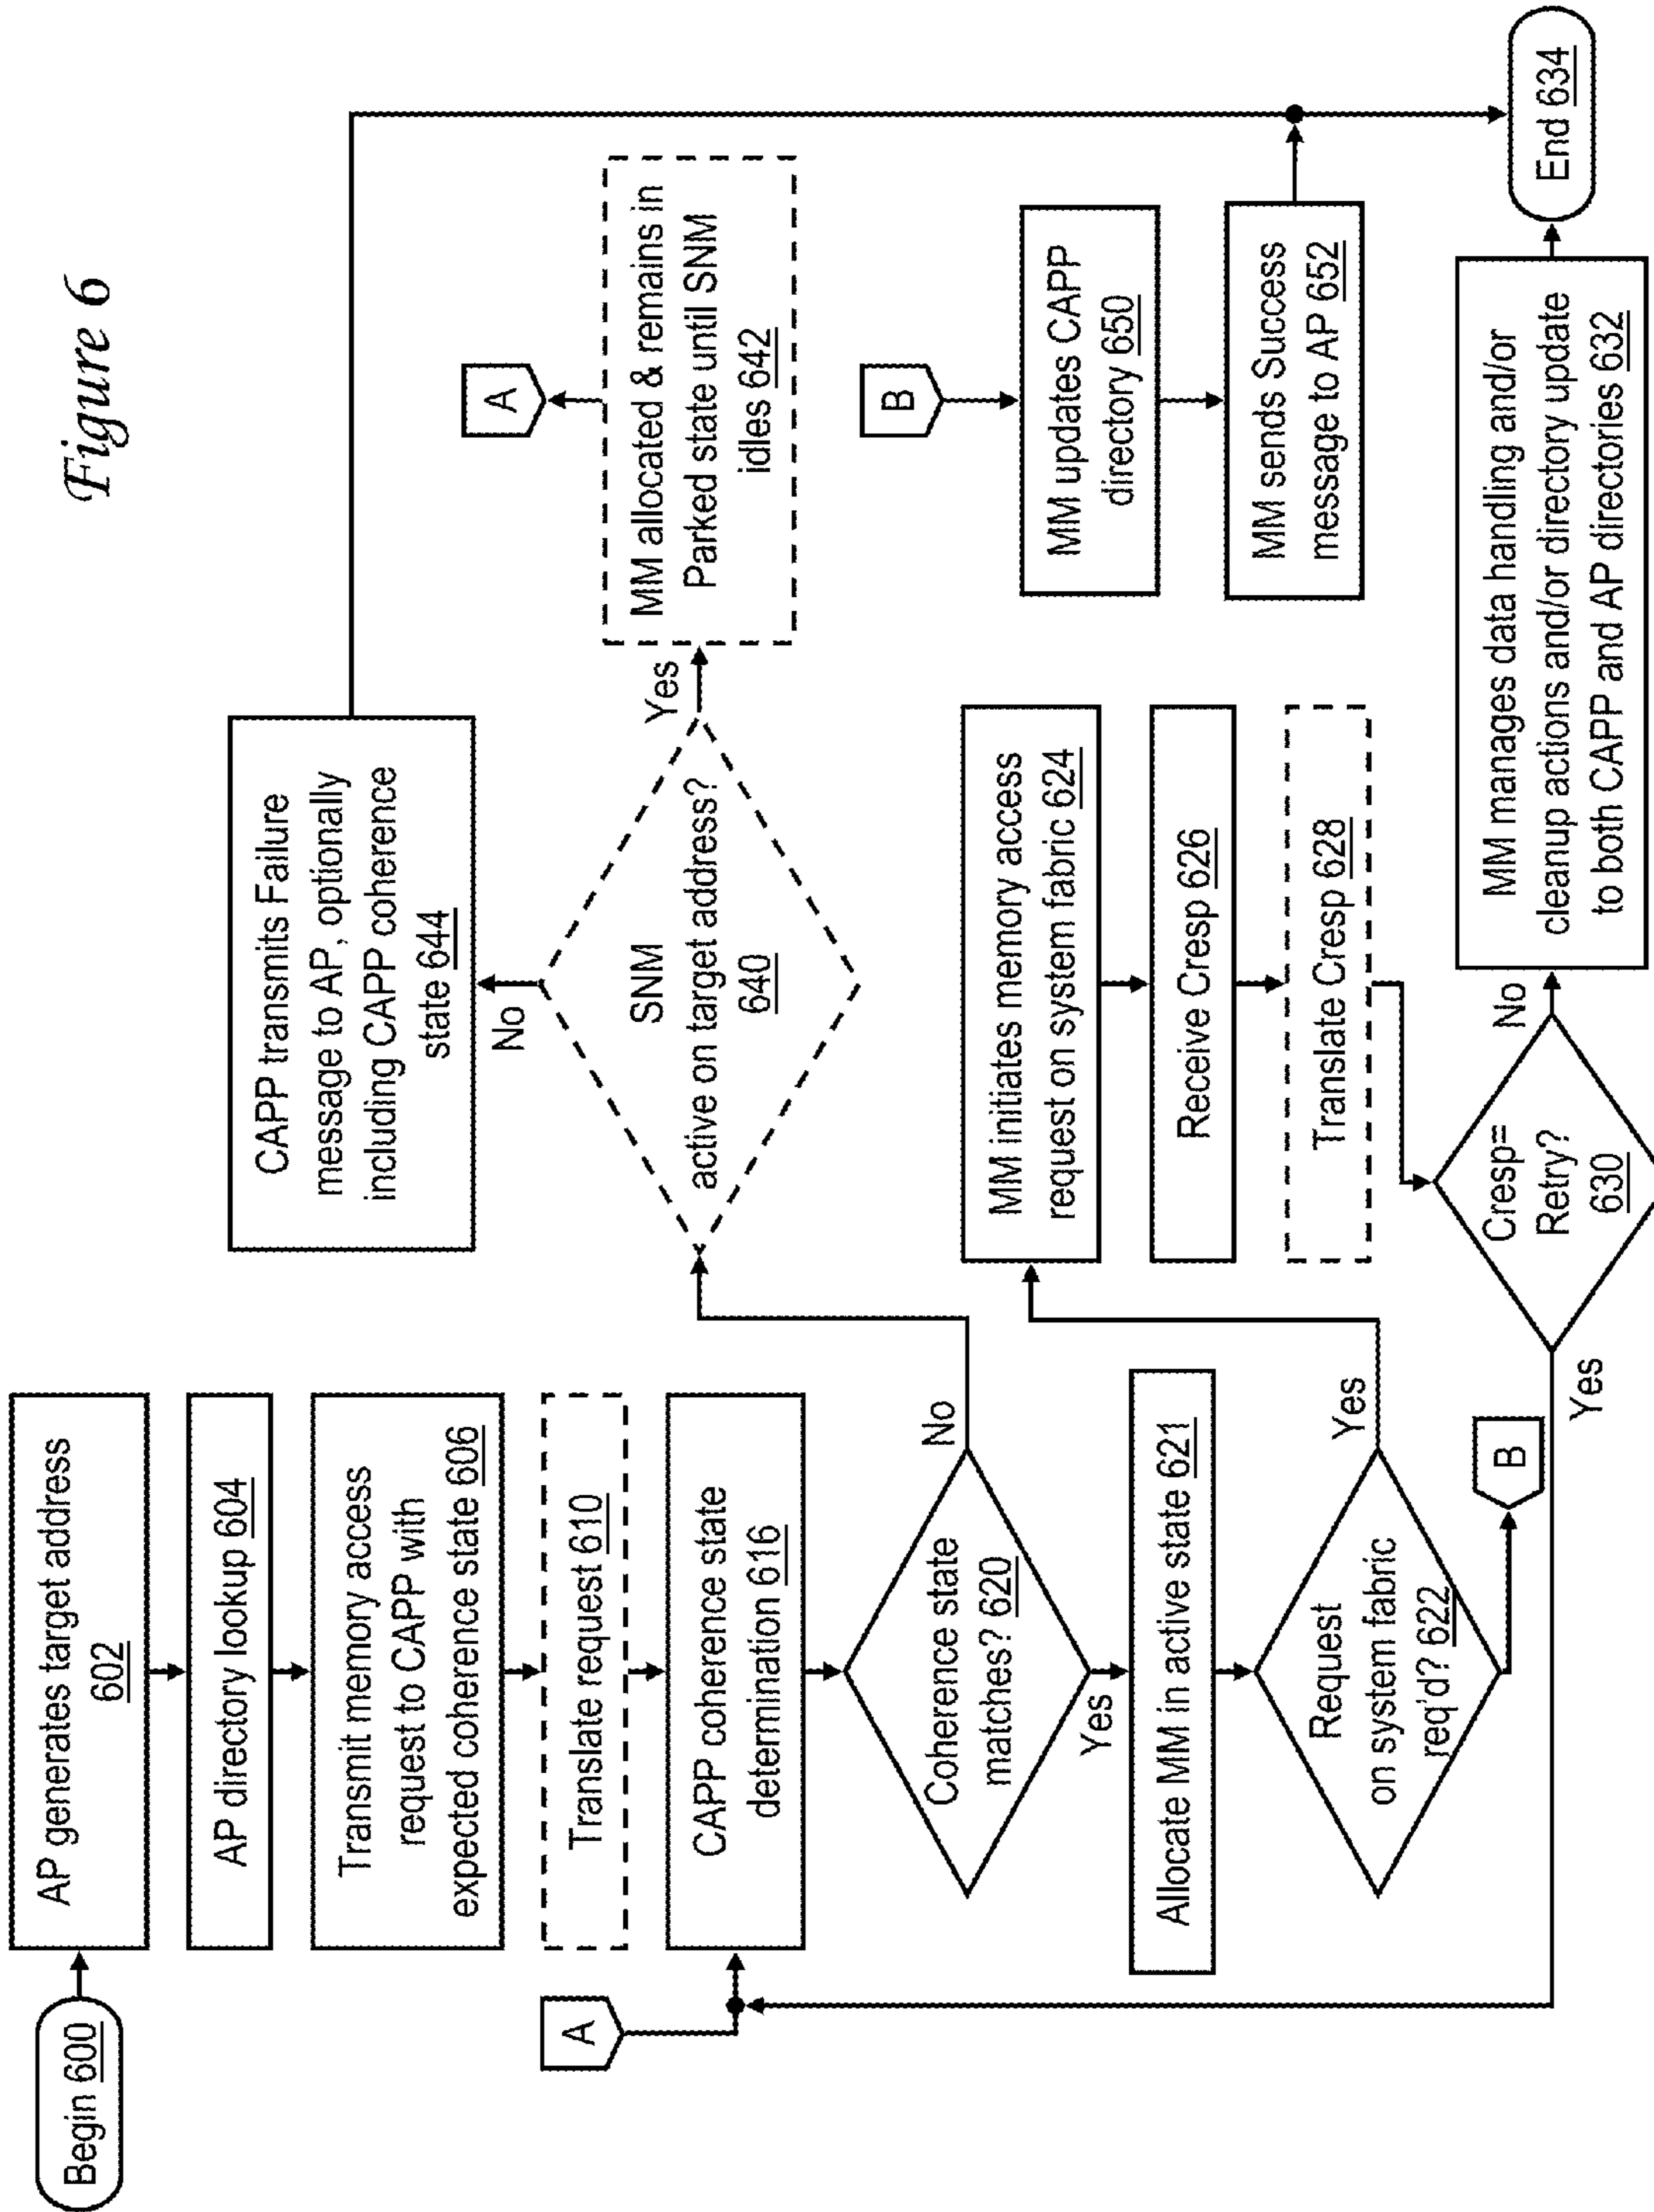 Figure 6
Begin 600
AP generates target address
602
AP directory lookup 604
Transmit memory access
request to CAPP with
expected coherence state 606
Translate request 610
A
CAPP coherence state
determination 616
Coherence state
matches? 620
No
Yes
Allocate MM in active state 621
Request
on system fabric
req'd? 622
Yes
B
CAPP transmits Failure
message to AP, optionally
including CAPP coherence
state 644
No
SNM
active on target address?
640
Yes
MM allocated & remains in
Parked state until SNM
idles 642
A
MM initiates memory access
request on system fabric 624
Receive Cresp 626
Translate Cresp 628
Cresp=
Retry?
630
Yes
No
B
MM updates CAPP
directory 650
MM sends Success
message to AP 652
MM manages data handling and/or
cleanup actions and/or directory update
to both CAPP and AP directories 632
End 634